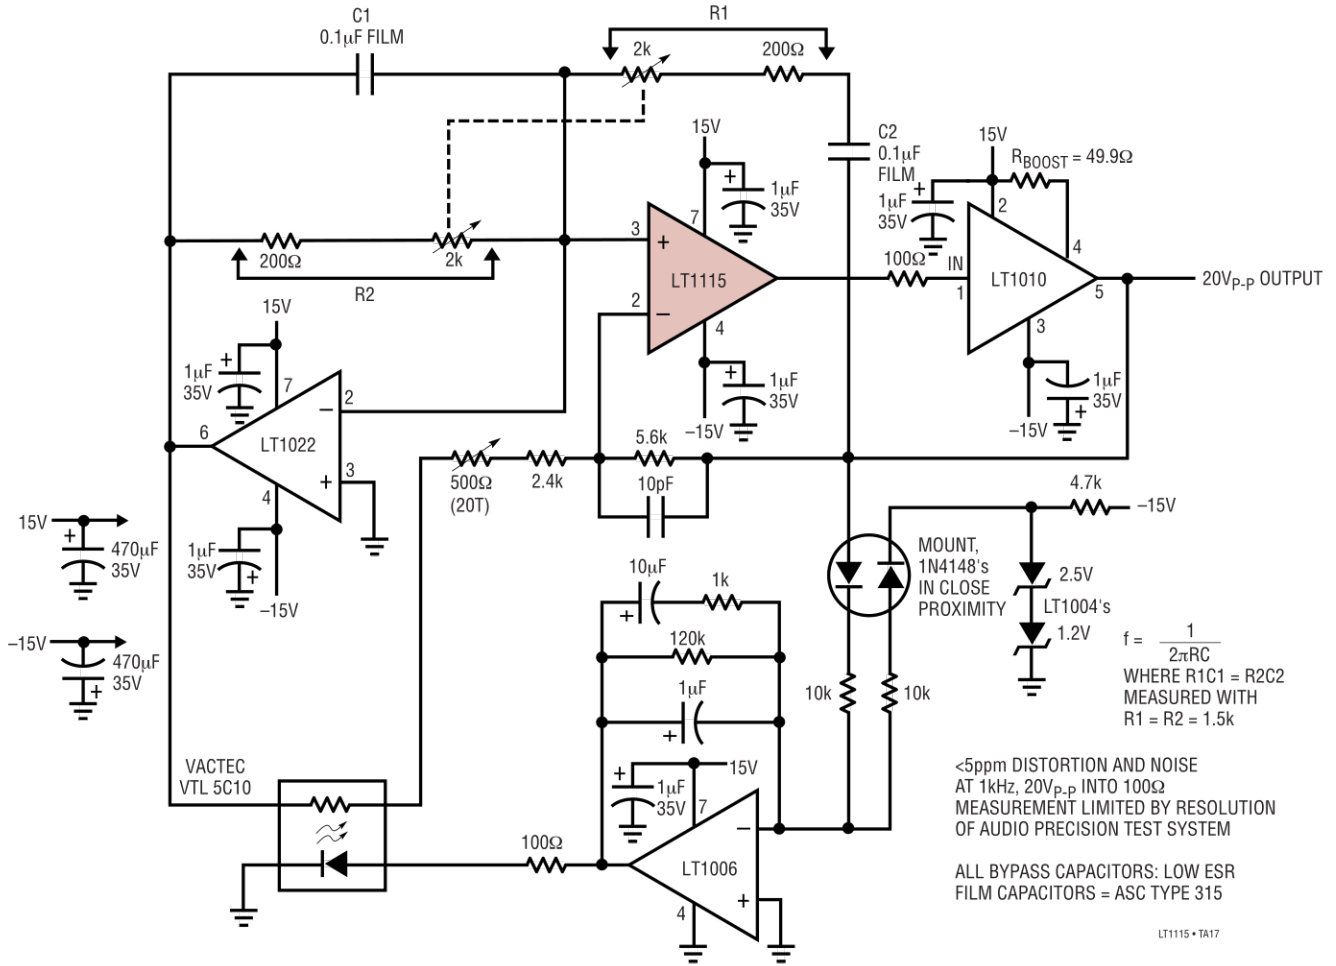 C1
0.1µF FILM
R1
2k
200Ω
15V
1µF
35V
C2
0.1µF
FILM
15V
RBOOST = 49.9Ω
1µF
35V
2
4
200Ω
2k
R2
3
+
7
2
–
LT1115
4
100Ω
IN
1
LT1010
5
3
20VP-P OUTPUT
15V
1µF
35V
7
6
LT1022
–
2
+
3
4
1µF
35V
–15V
1µF
35V
–15V
1µF
35V
–15V
500Ω
(20T)
2.4k
5.6k
10pF
4.7k
–15V
15V
470µF
35V
–15V
470µF
35V
10µF
1k
120k
1µF
MOUNT,
1N4148's
IN CLOSE
PROXIMITY
2.5V
LT1004's
1.2V
10k
10k
f = 1
2πRC
WHERE R1C1 = R2C2
MEASURED WITH
R1 = R2 = 1.5k
VACTEC
VTL 5C10
100Ω
1µF
35V
15V
7
–
LT1006
+
4
<5ppm DISTORTION AND NOISE
AT 1kHz, 20VP-P INTO 100Ω
MEASUREMENT LIMITED BY RESOLUTION
OF AUDIO PRECISION TEST SYSTEM
ALL BYPASS CAPACITORS: LOW ESR
FILM CAPACITORS = ASC TYPE 315
LT1115 • TA17